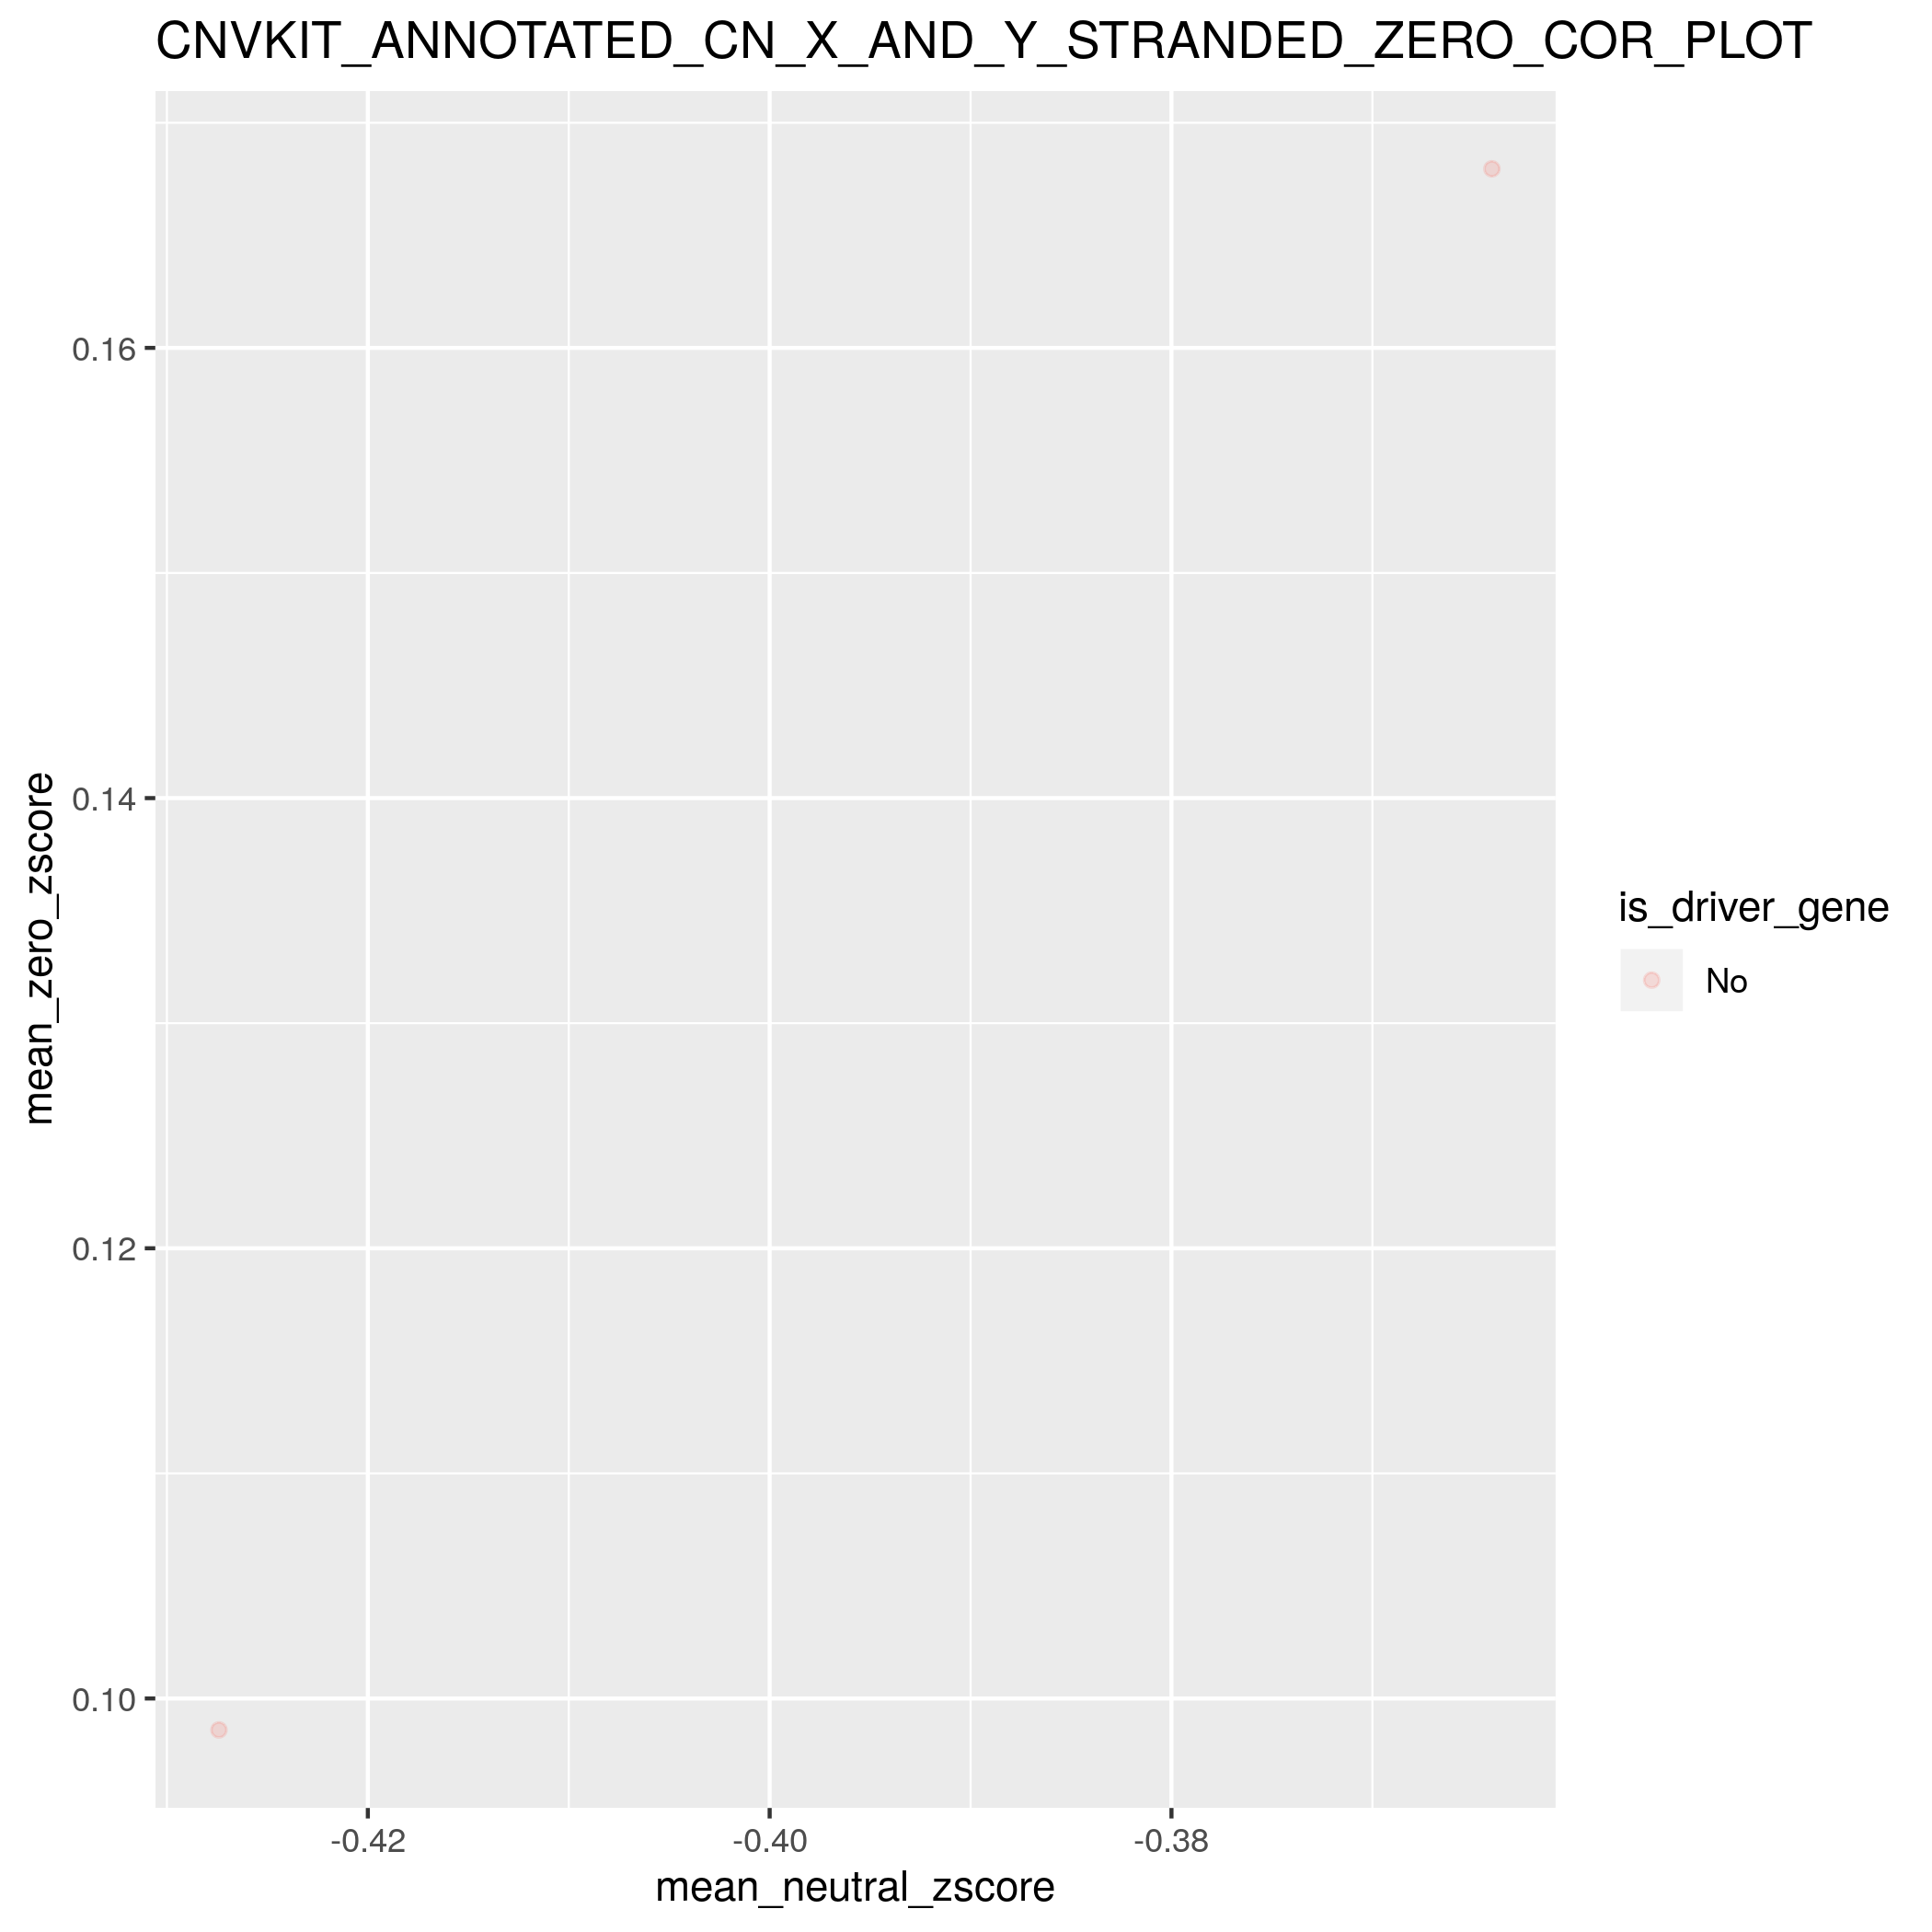 CNVKIT_ANNOTATED_CN_X_AND_Y_STRANDED_ZERO_COR_PLOT
0.16
0.14
0.12
0.10
mean_zero_zscore
-0.42
-0.40
-0.38
mean_neutral_zscore
is_driver_gene
No